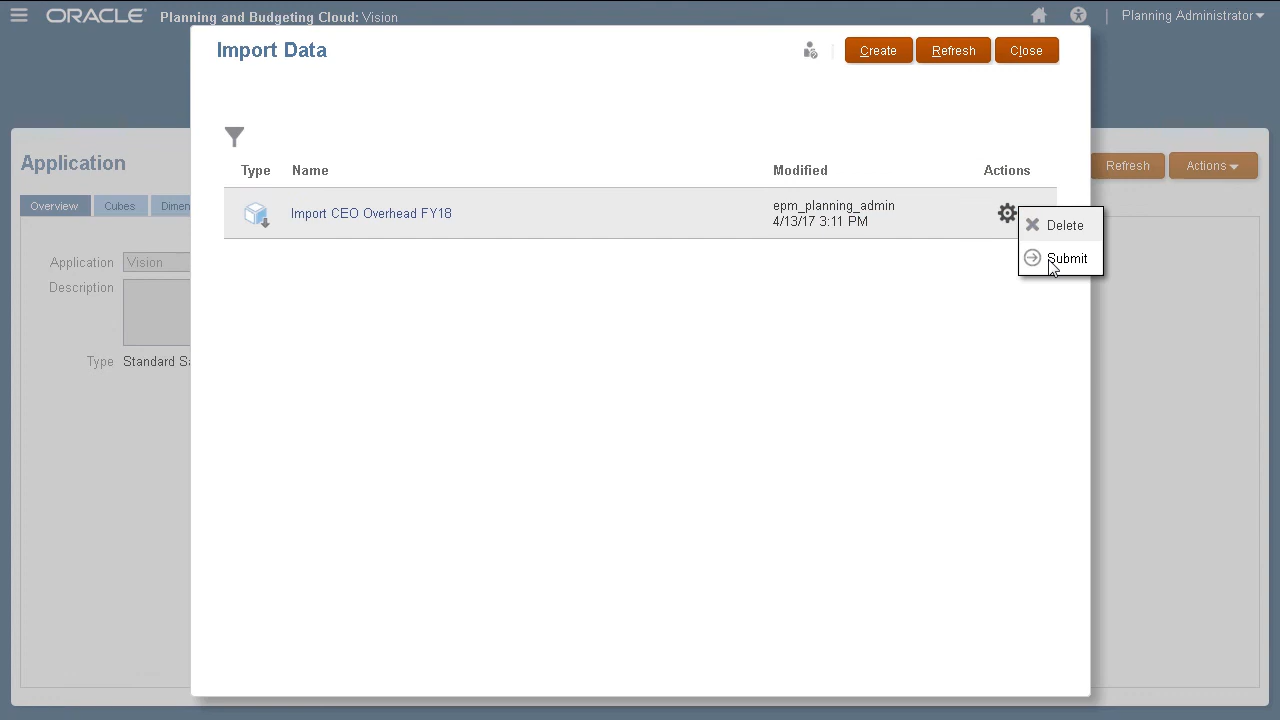 ORACLE Planning and Budgeting Cloud: Vision
Planning Administrator
Import Data
Create
Refresh
Close
Application
Refresh
Actions
Type
Name
Modified
Actions
Overview
Cubes
Dimen
Import CEO Overhead FY18
epm_planning_admin
4/13/17 3:11 PM
Delete
Submit
Application
Vision
Description
Type
Standard Sa